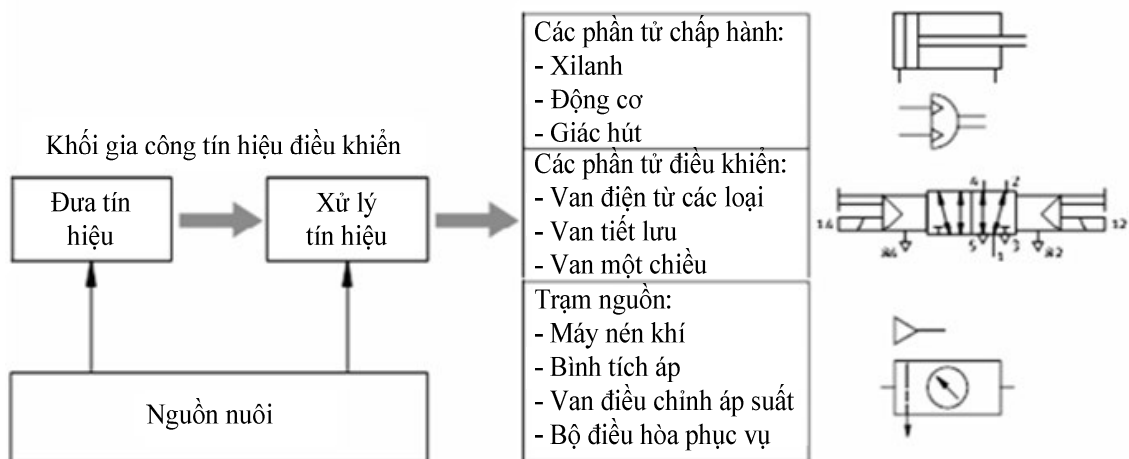 Khối gia công tín hiệu điều khiển
Đưa tín
hiệu
Xử lý
tín hiệu
Nguồn nuôi
Các phần tử chấp hành:
- Xilanh
- Động cơ
- Giác hút
Các phần tử điều khiển:
- Van điện từ các loại
- Van tiết lưu
- Van một chiều
Trạm nguồn:
- Máy nén khí
- Bình tích áp
- Van điều chỉnh áp suất
- Bộ điều hòa phục vụ
4 2
14 12
84 5 3 82
1